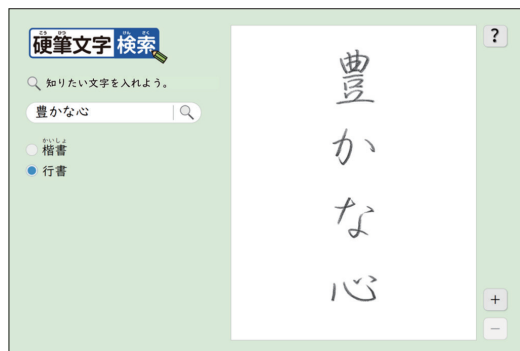 硬筆文字検索
こうひつ
けんさく
知りたい文字を入れよう。
豊かな心
かいしょ
楷書
行書
豊
か
な
心
?
+
−